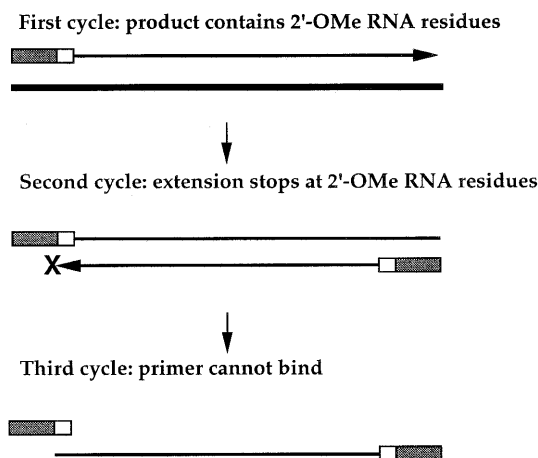 First cycle: product contains 2'-OMe RNA residues
Second cycle: extension stops at 2'-OMe RNA residues
X
Third cycle: primer cannot bind